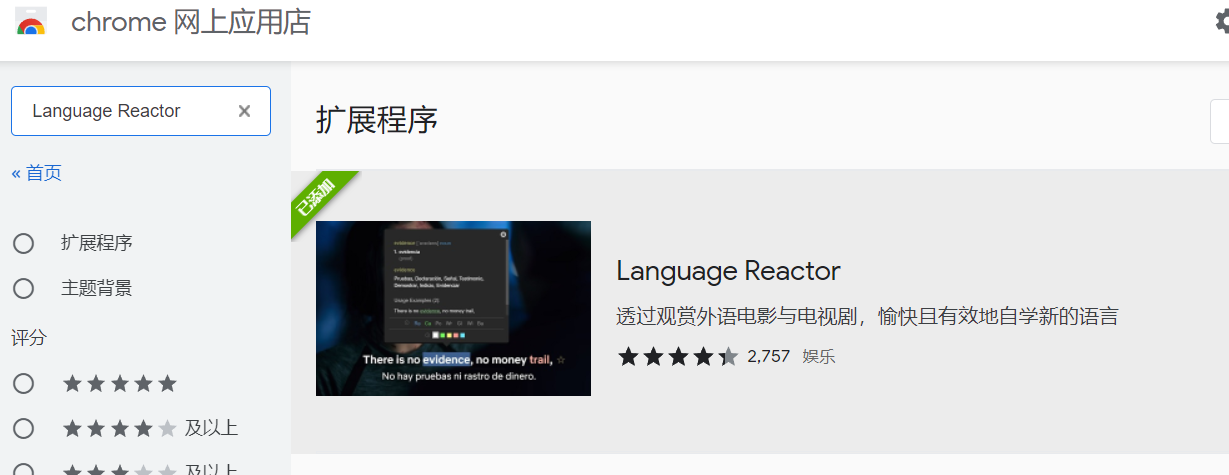 chrome 网上应用店
Language Reactor
« 首页
扩展程序
主题背景
评分
及以上
及以上
扩展程序
已添加
evidence
1. evidencia
evidence
Pruebas, Declaración, Señal, Testimonio,
Demostrar, Indicio, Evidenciar
Usage Examples (2):
There is no evidence, no money trail,
There is no evidence, no money trail,
No hay pruebas ni rastro de dinero.
Language Reactor
透过观赏外语电影与电视剧，愉快且有效地自学新的语言
2,757 娱乐